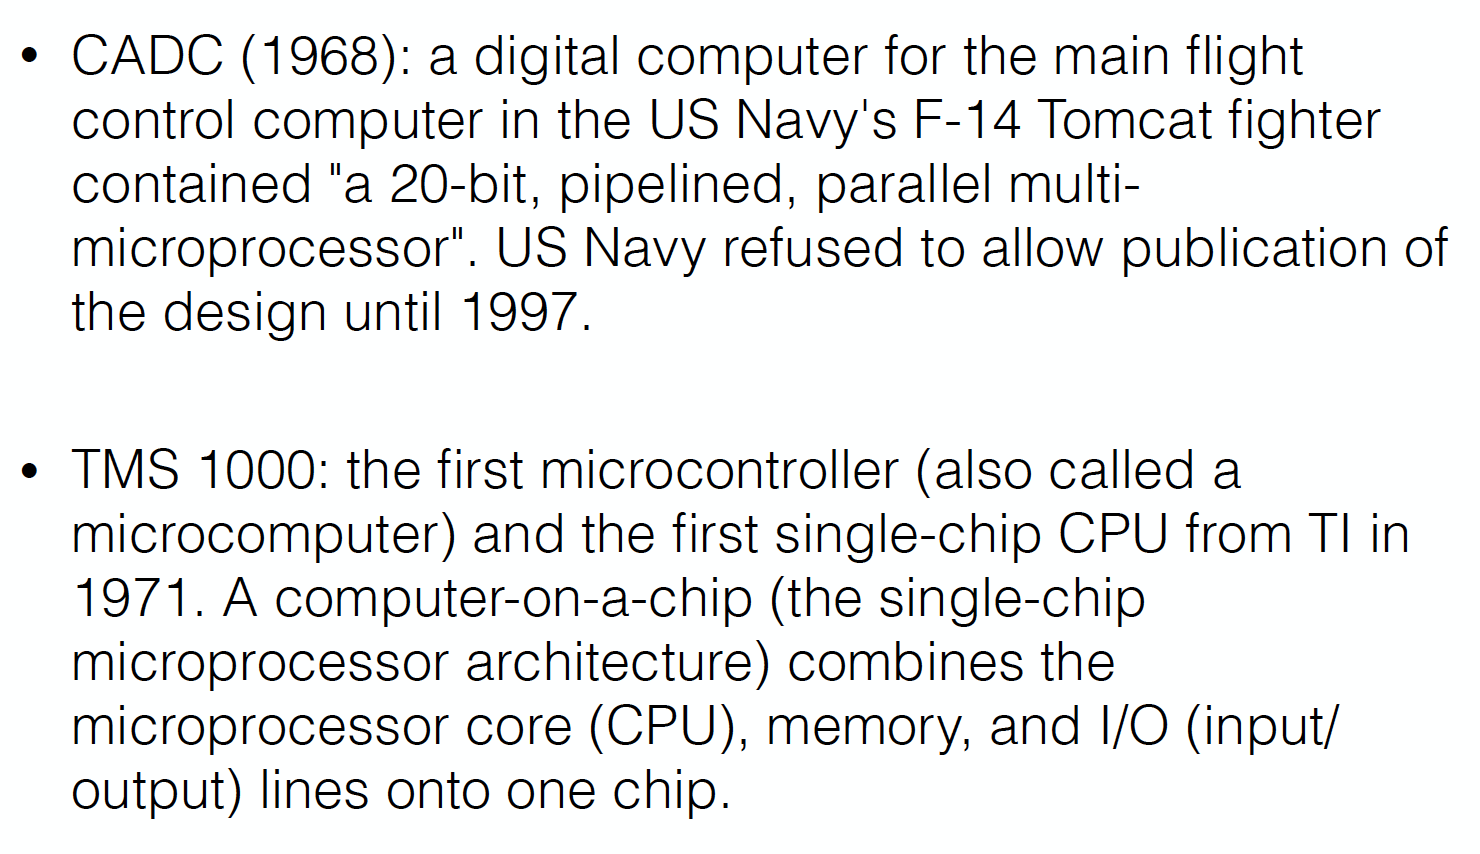 • CADC (1968): a digital computer for the main flight
control computer in the US Navy's F-14 Tomcat fighter
contained "a 20-bit, pipelined, parallel multi-
microprocessor". US Navy refused to allow publication of
the design until 1997.
• TMS 1000: the first microcontroller (also called a
microcomputer) and the first single-chip CPU from TI in
1971. A computer-on-a-chip (the single-chip
microprocessor architecture) combines the
microprocessor core (CPU), memory, and I/O (input/
output) lines onto one chip.